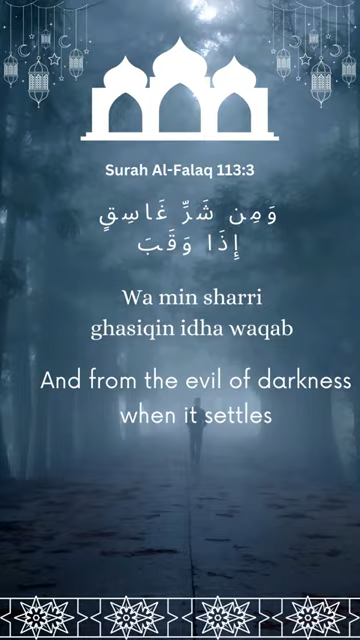 Surah Al-Falaq 113:3
وَمِن شَرِّ غَاسِقٍ
إِذَا وَقَبَ
Wa min sharri
ghasiqin idha waqab
And from the evil of darkness
when it settles